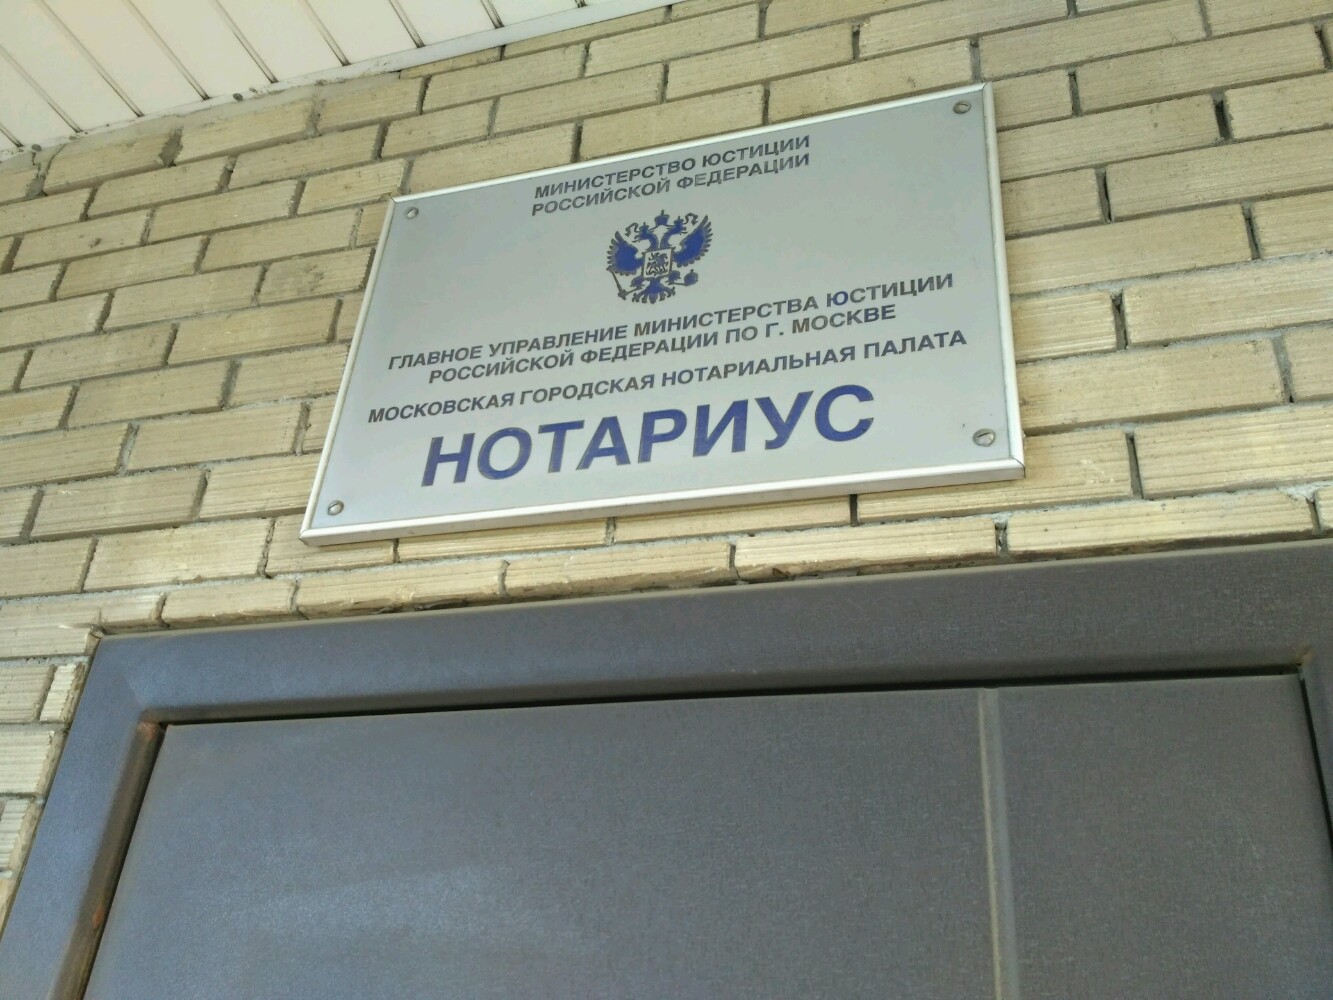 МИНИСТЕРСТВО ЮСТИЦИИ
РОССИЙСКОЙ ФЕДЕРАЦИИ
ГЛАВНОЕ УПРАВЛЕНИЕ МИНИСТЕРСТВА ЮСТИЦИИ
РОССИЙСКОЙ ФЕДЕРАЦИИ ПО Г. МОСКВЕ
МОСКОВСКАЯ ГОРОДСКАЯ НОТАРИАЛЬНАЯ ПАЛАТА
НОТАРИУС